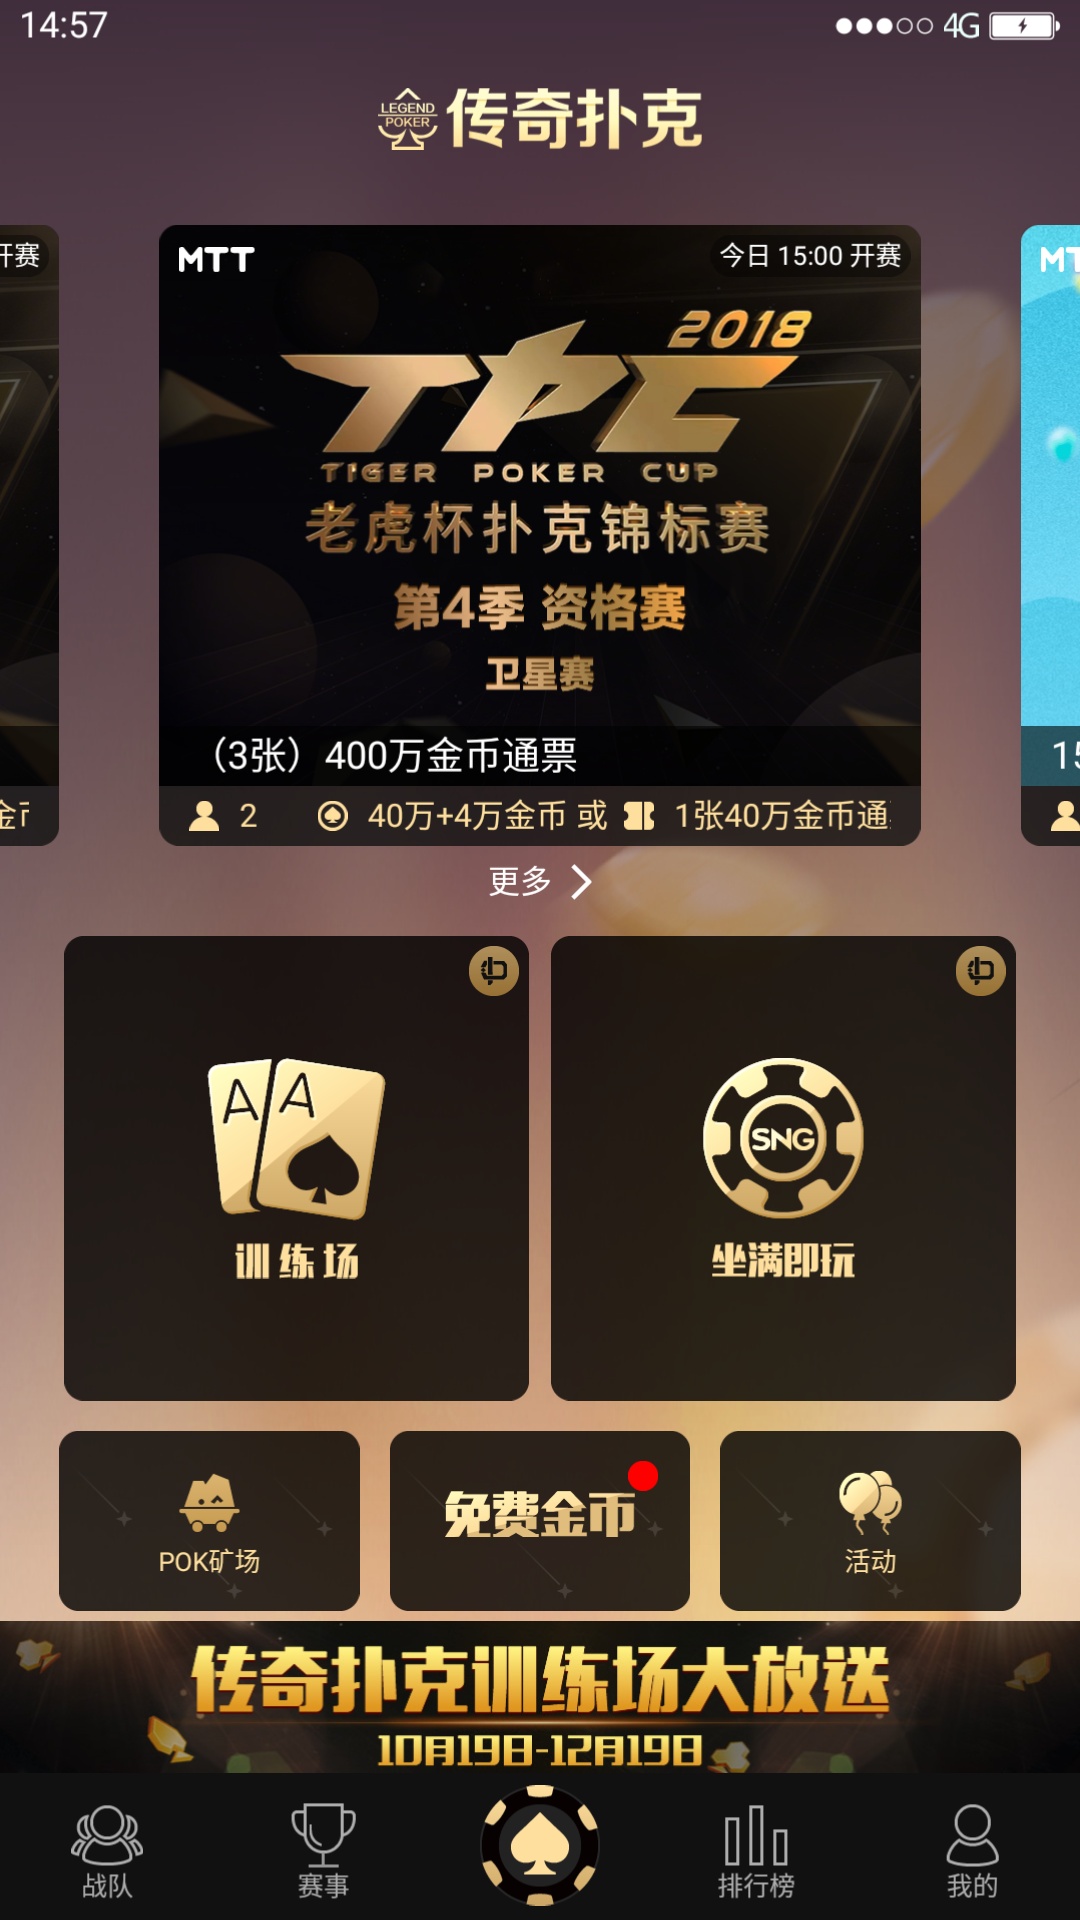 14:57
4G
LEGEND
POKER
传奇扑克
开赛
MTT
今日 15:00 开赛
2018
TPC
TIGER POKER CUP
老虎杯扑克锦标赛
第4季 资格赛
卫星赛
（3张）400万金币通票
2
40万+4万金币 或
1张40万金币通
更多
A
A
训练场
SNG
坐满即玩
POK矿场
免费金币
活动
传奇扑克训练场大放送
10月19日-12月19日
战队
赛事
排行榜
我的